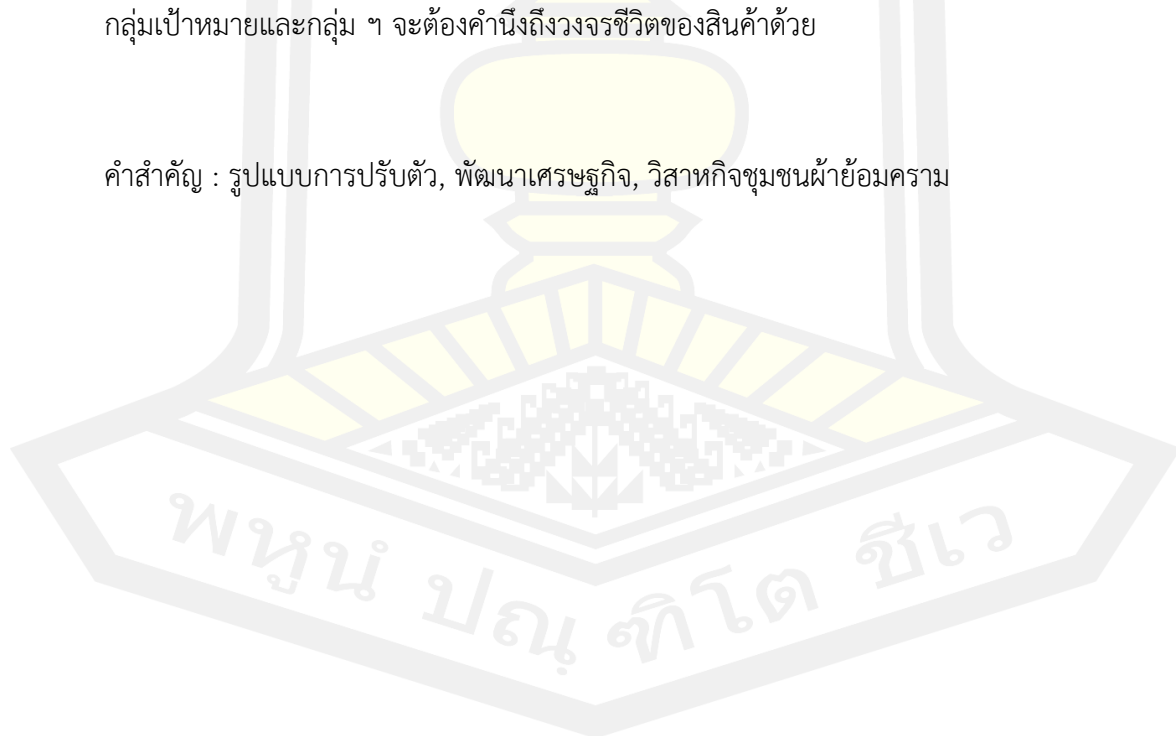 กลุ่มเป้าหมายและกลุ่ม ฯ จะต้องคำนึงถึงวงจรชีวิตของสินค้าด้วย
คำสำคัญ : รูปแบบการปรับตัว, พัฒนาเศรษฐกิจ, วิสาหกิจชุมชนผ้าย้อมคราม
พหูนํ ปณฺฑิโต ชีเว